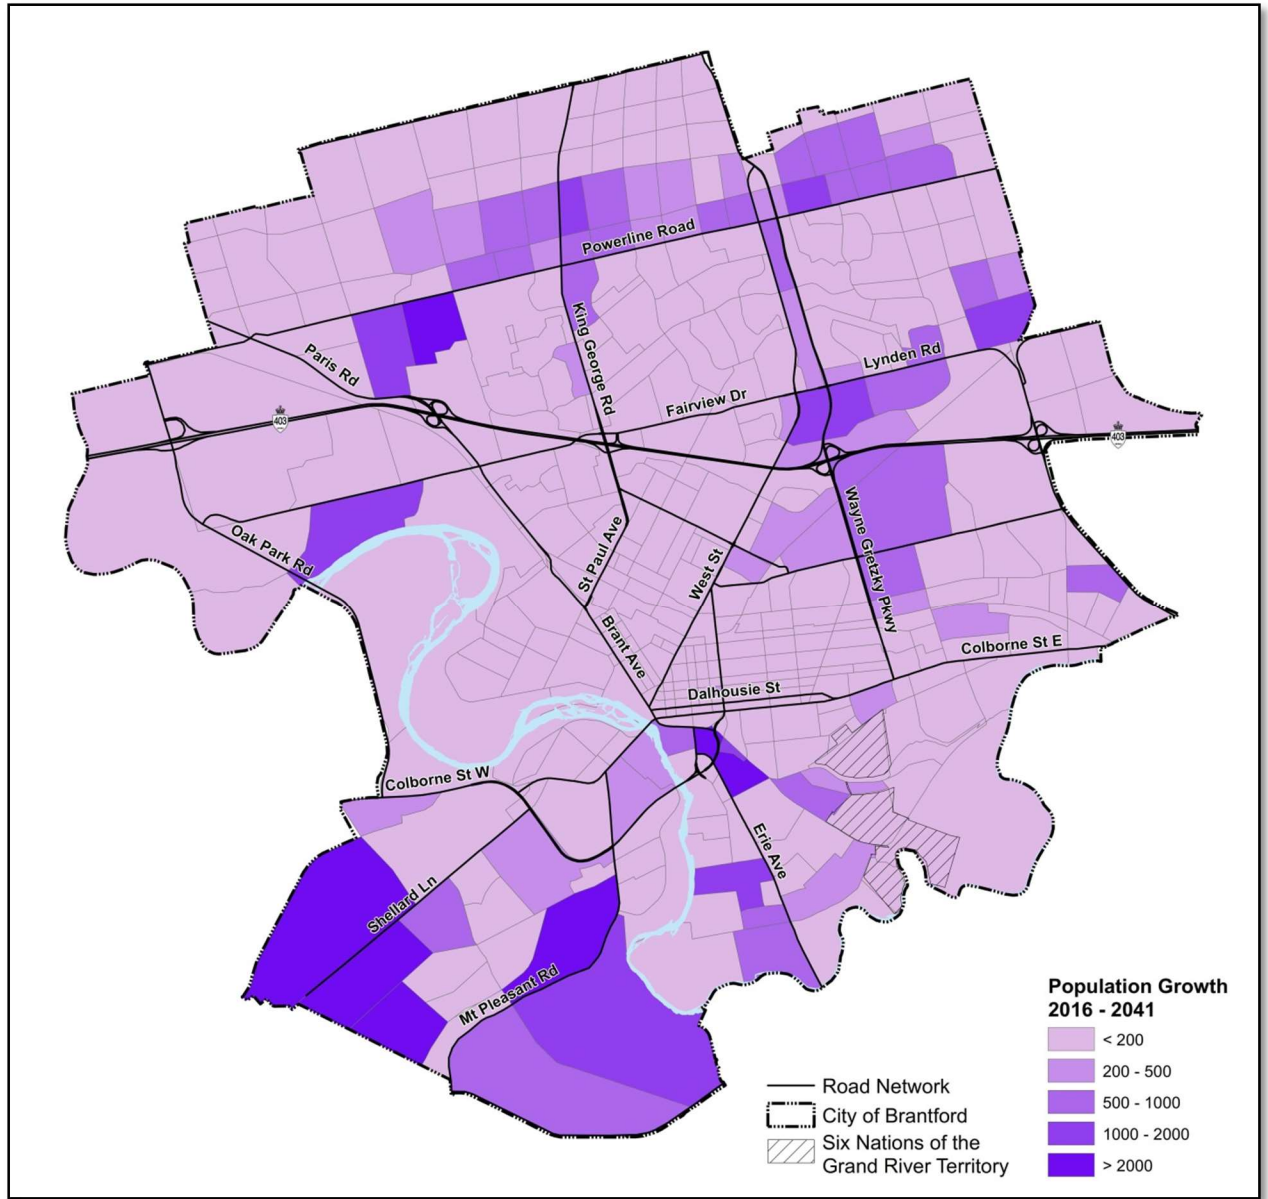 Powerline Road
King George Rd
Paris Rd
Lynden Rd
Fairview Dr
403
403
Oak Park Rd
St Paul Ave
West St
Wayne Gretzky Pkwy
Brant Ave
Colborne St E
Dalhousie St
Colborne St W
Erie Ave
Shellard Ln
Mt Pleasant Rd
Population Growth
2016 - 2041
< 200
200 - 500
500 - 1000
1000 - 2000
> 2000
Road Network
City of Brantford
Six Nations of the
Grand River Territory